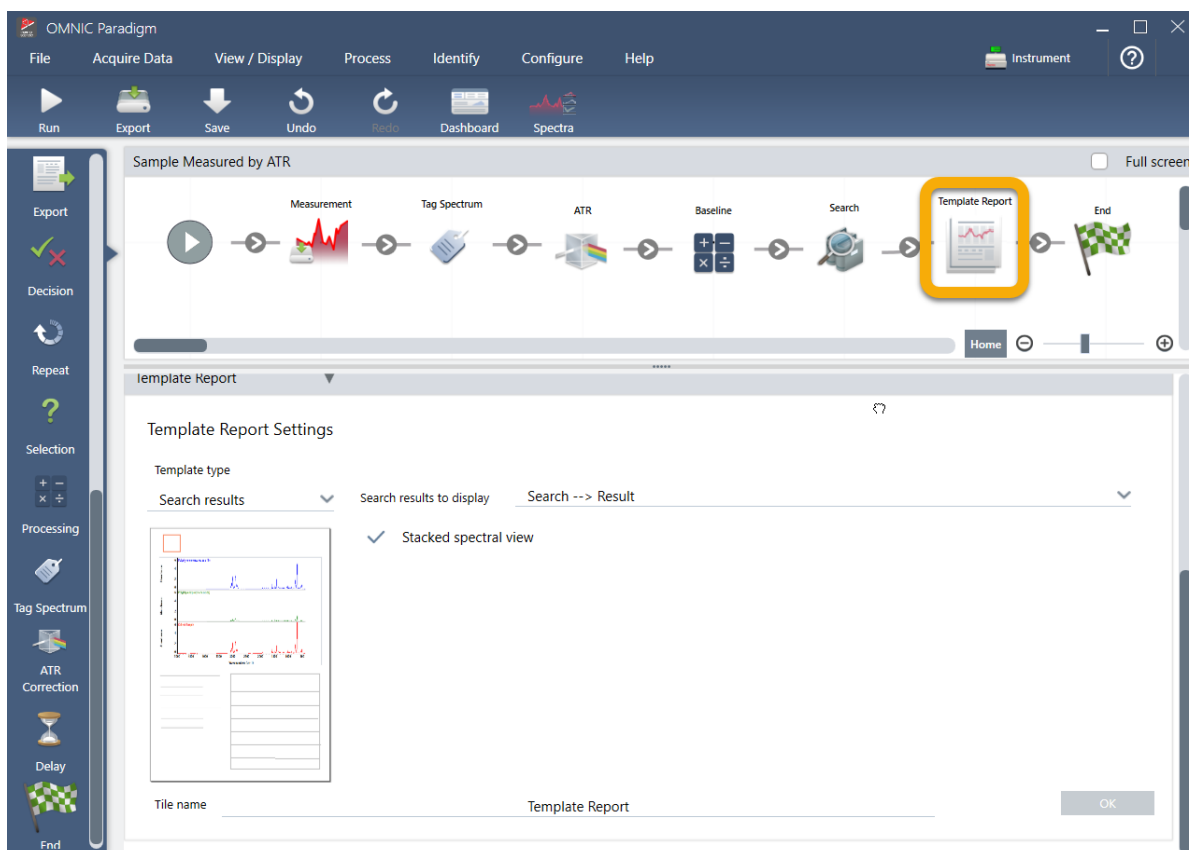 OMNIC Paradigm
File Acquire Data View / Display Process Identify Configure Help Instrument
Run Export Save Undo Redo Dashboard Spectra
Sample Measured by ATR Full screen
Export
Decision
Repeat
Selection
Processing
Tag Spectrum
ATR
Correction
Delay
End
Measurement Tag Spectrum ATR Baseline Search Template Report End
Home
Template Report
Template Report Settings
Template type
Search results Search results to display Search --> Result
Stacked spectral view
Tile name Template Report OK